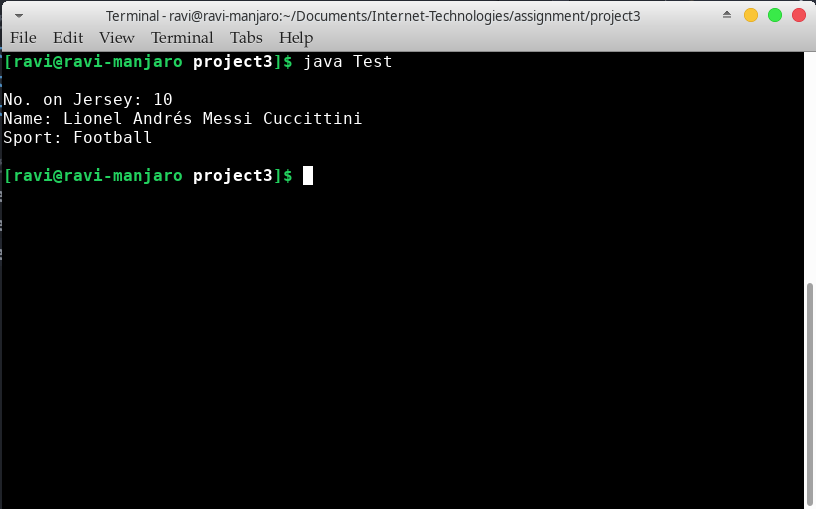 Terminal - ravi@ravi-manjaro:~/Documents/Internet-Technologies/assignment/project3
File Edit View Terminal Tabs Help
[ravi@ravi-manjaro project3]$ java Test
No. on Jersey: 10
Name: Lionel Andrés Messi Cuccittini
Sport: Football
[ravi@ravi-manjaro project3]$